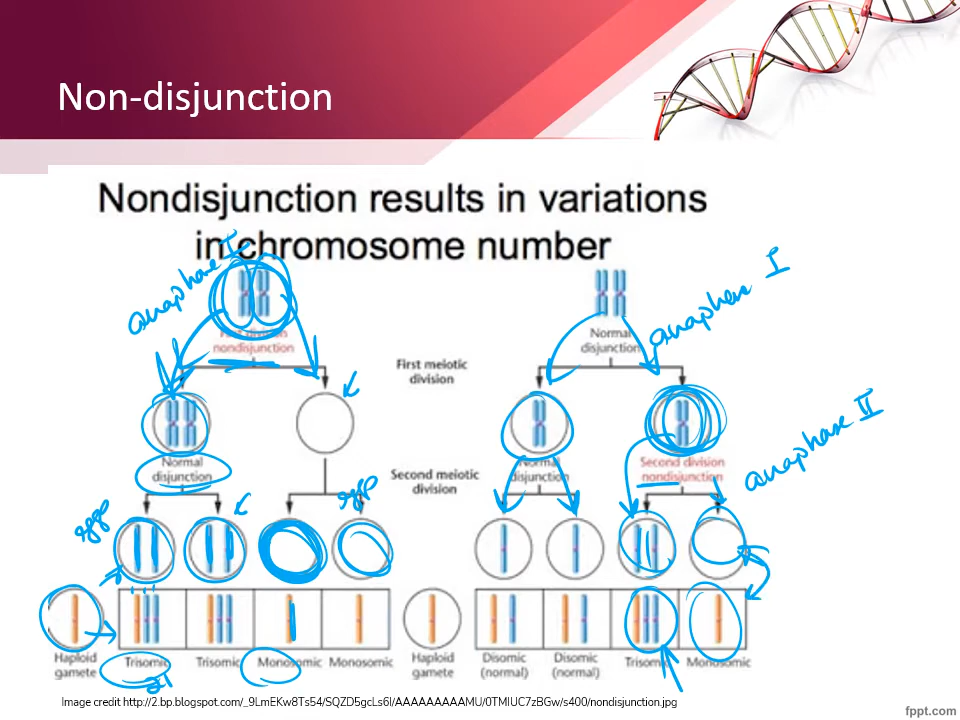 Non-disjunction
Nondisjunction results in variations
in chromosome number
anaphase I
anaphase I
First division
nondisjunction
Normal
disjunction
First meiotic
division
Normal
disjunction
Second meiotic
division
Normal
disjunction
Second division
nondisjunction
anaphase II
egg
egg
Haploid
gamete
Trisomic
Trisomic
Monosomic
Monosomic
Haploid
gamete
Disomic
(normal)
Disomic
(normal)
Trisomic
Monosomic
21
Image credit http://2.bp.blogspot.com/_9LmEKw8Ts54/SQZD5gcLs6I/AAAAAAAAAMU/0TMIUC7zBGw/s400/nondisjunction.jpg
fppt.com